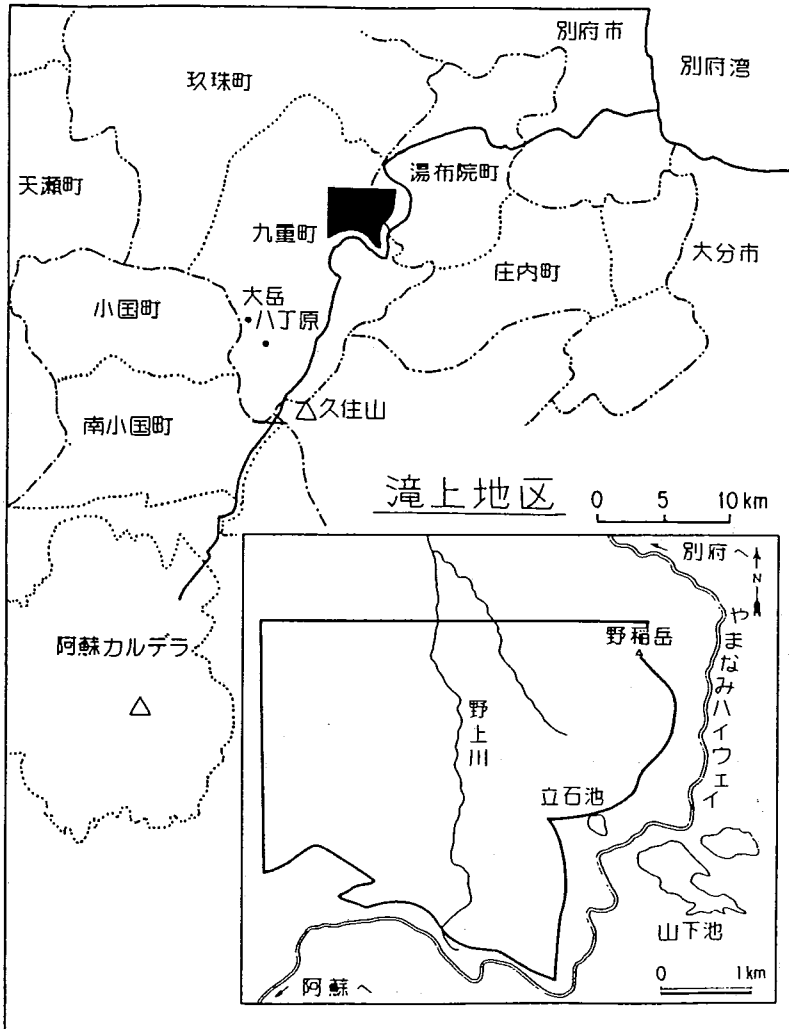 別府市
別府湾
玖珠町
湯布院町
天瀬町
九重町
庄内町
大分市
小国町
大岳
八丁原
久住山
南小国町
滝上地区
0 5 10 km
阿蘇カルデラ
別府へ
N
野稲岳
やまなみハイウェイ
野上川
立石池
山下池
0 1km
阿蘇へ